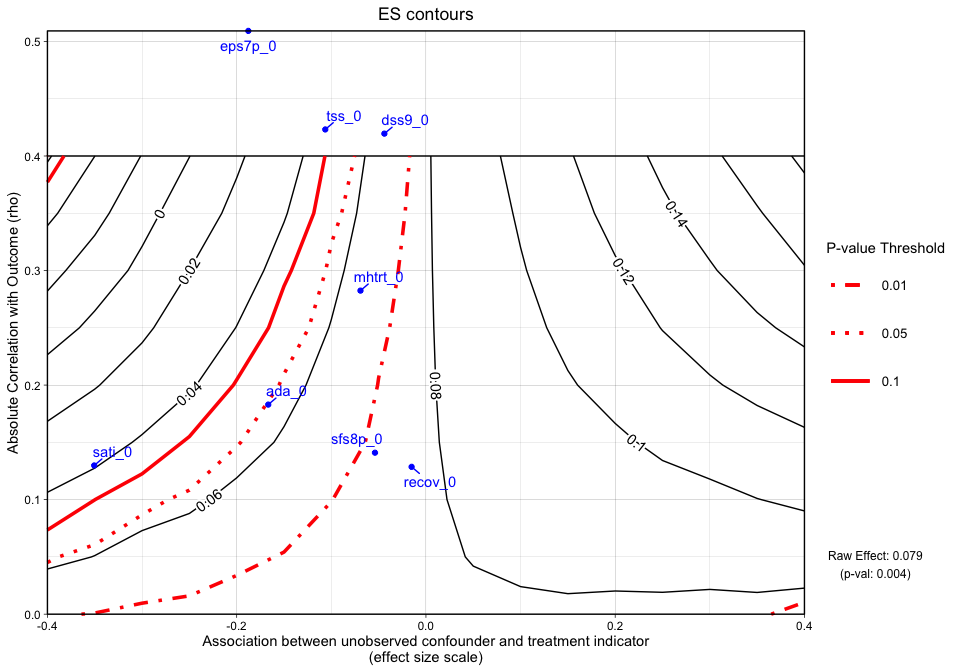 ES contours
0.5
0.4
0.3
0.2
0.1
0.0
Absolute Correlation with Outcome (rho)
eps7p_0
tss_0
dss9_0
mhtrt_0
ada_0
sfs8p_0
sati_0
recov_0
0
0.02
0.04
0.06
0.08
0.1
0.12
0.14
-0.4
-0.2
0.0
0.2
0.4
Association between unobserved confounder and treatment indicator
(effect size scale)
P-value Threshold
0.01
0.05
0.1
Raw Effect: 0.079
(p-val: 0.004)